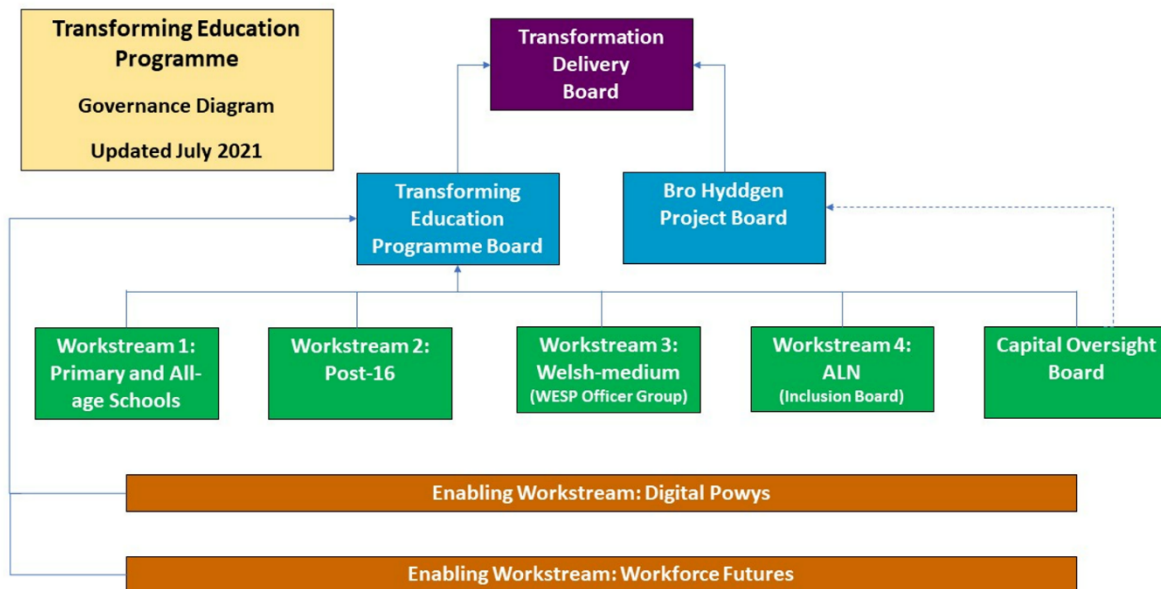 Transforming Education
Programme
Governance Diagram
Updated July 2021
Transformation
Delivery
Board
Transforming
Education
Programme Board
Bro Hyddgen
Project Board
Workstream 1:
Primary and All-
age Schools
Workstream 2:
Post-16
Workstream 3:
Welsh-medium
(WESP Officer Group)
Workstream 4:
ALN
(Inclusion Board)
Capital Oversight
Board
Enabling Workstream: Digital Powys
Enabling Workstream: Workforce Futures